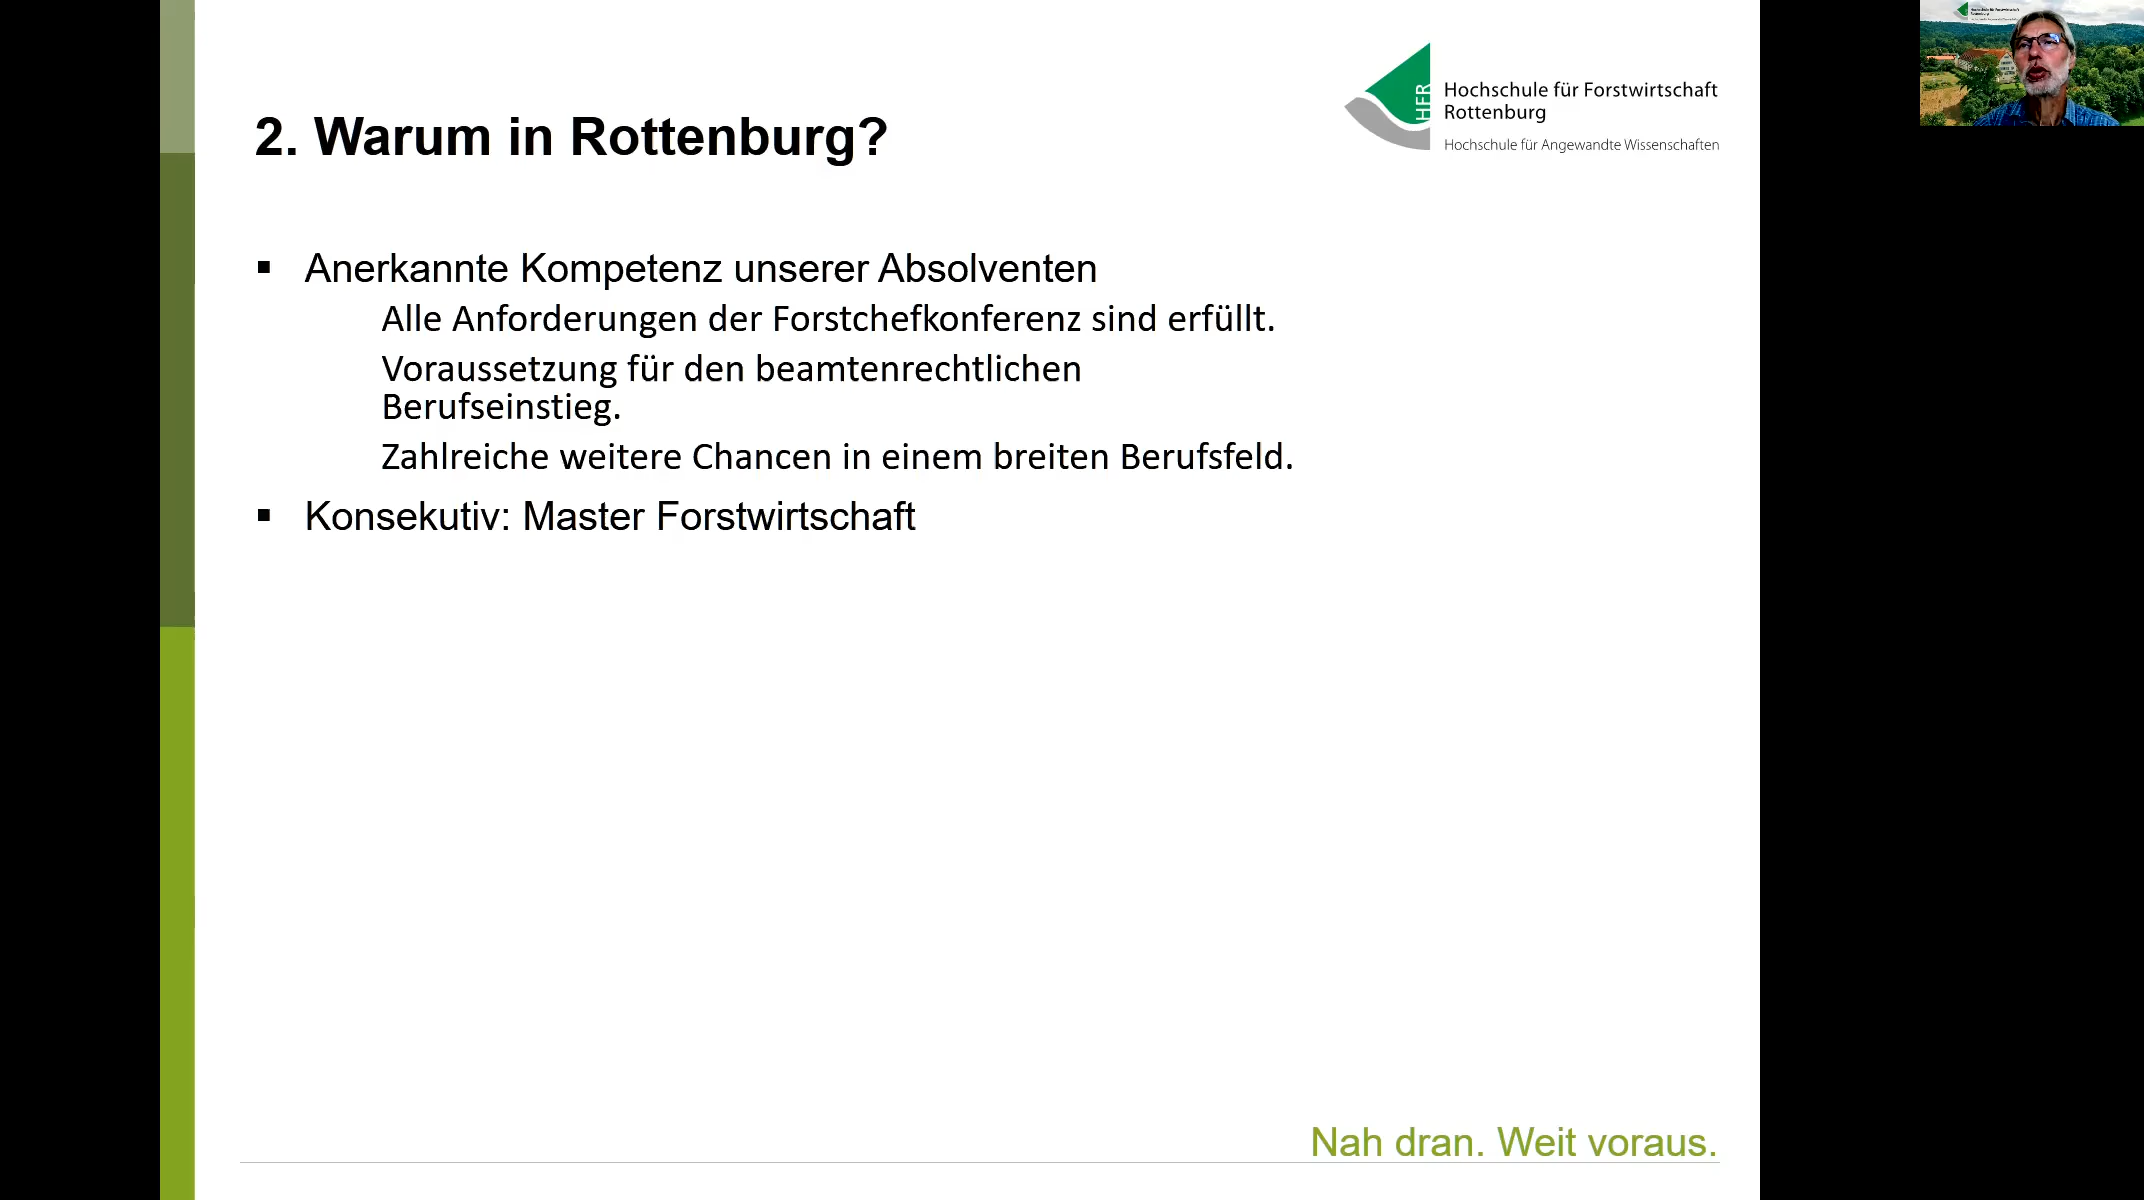 2. Warum in Rottenburg?
HFR
Hochschule für Forstwirtschaft
Rottenburg
Hochschule für Angewandte Wissenschaften
▪ Anerkannte Kompetenz unserer Absolventen
Alle Anforderungen der Forstchefkonferenz sind erfüllt.
Voraussetzung für den beamtenrechtlichen
Berufseinstieg.
Zahlreiche weitere Chancen in einem breiten Berufsfeld.
▪ Konsekutiv: Master Forstwirtschaft
Nah dran. Weit voraus.